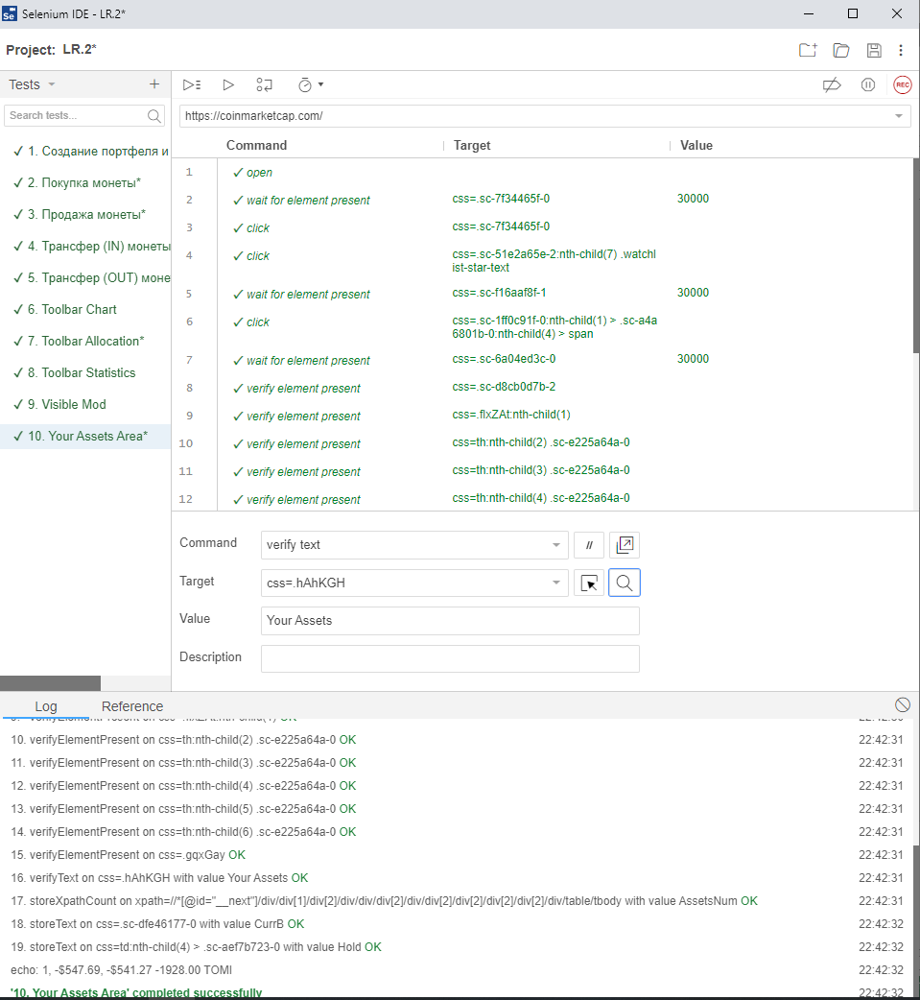 Selenium IDE - LR.2*
Project: LR.2*
Tests
https://coinmarketcap.com/
Search tests...
Command Target Value
✓ 1. Создание портфеля и
✓ 2. Покупка монеты*
✓ 3. Продажа монеты*
✓ 4. Трансфер (IN) монеты
✓ 5. Трансфер (OUT) моне
✓ 6. Toolbar Chart
✓ 7. Toolbar Allocation*
✓ 8. Toolbar Statistics
✓ 9. Visible Mod
✓ 10. Your Assets Area*
REC
1 ✓ open
2 ✓ wait for element present css=.sc-7f34465f-0 30000
3 ✓ click css=.sc-7f34465f-0
4 ✓ click css=.sc-51e2a65e-2:nth-child(7) .watchl
ist-star-text
5 ✓ wait for element present css=.sc-f16aaf8f-1 30000
6 ✓ click css=.sc-1ff0c91f-0:nth-child(1) > .sc-a4a
6801b-0:nth-child(4) > span
7 ✓ wait for element present css=.sc-6a04ed3c-0 30000
8 ✓ verify element present css=.sc-d8cb0d7b-2
9 ✓ verify element present css=.flxZAt:nth-child(1)
10 ✓ verify element present css=th:nth-child(2) .sc-e225a64a-0
11 ✓ verify element present css=th:nth-child(3) .sc-e225a64a-0
12 ✓ verify element present css=th:nth-child(4) .sc-e225a64a-0
Command verify text //
Target css=.hAhKGH
Value Your Assets
Description
Log Reference
9. verifyElementPresent on css=.flxZAt:nth-child(1) OK 22:42:30
10. verifyElementPresent on css=th:nth-child(2) .sc-e225a64a-0 OK 22:42:31
11. verifyElementPresent on css=th:nth-child(3) .sc-e225a64a-0 OK 22:42:31
12. verifyElementPresent on css=th:nth-child(4) .sc-e225a64a-0 OK 22:42:31
13. verifyElementPresent on css=th:nth-child(5) .sc-e225a64a-0 OK 22:42:31
14. verifyElementPresent on css=th:nth-child(6) .sc-e225a64a-0 OK 22:42:31
15. verifyElementPresent on css=.gqxGay OK 22:42:31
16. verifyText on css=.hAhKGH with value Your Assets OK 22:42:31
17. storeXpathCount on xpath=//*[@id="__next"]/div/div[1]/div[2]/div/div/div[2]/div/div[2]/div[2]/div[2]/div[2]/div/table/tbody with value AssetsNum OK 22:42:31
18. storeText on css=.sc-dfe46177-0 with value CurrB OK 22:42:32
19. storeText on css=td:nth-child(4) > .sc-aef7b723-0 with value Hold OK 22:42:32
echo: 1, -$547.69, -$541.27 -1928.00 TOMI 22:42:32
'10. Your Assets Area' completed successfully 22:42:32